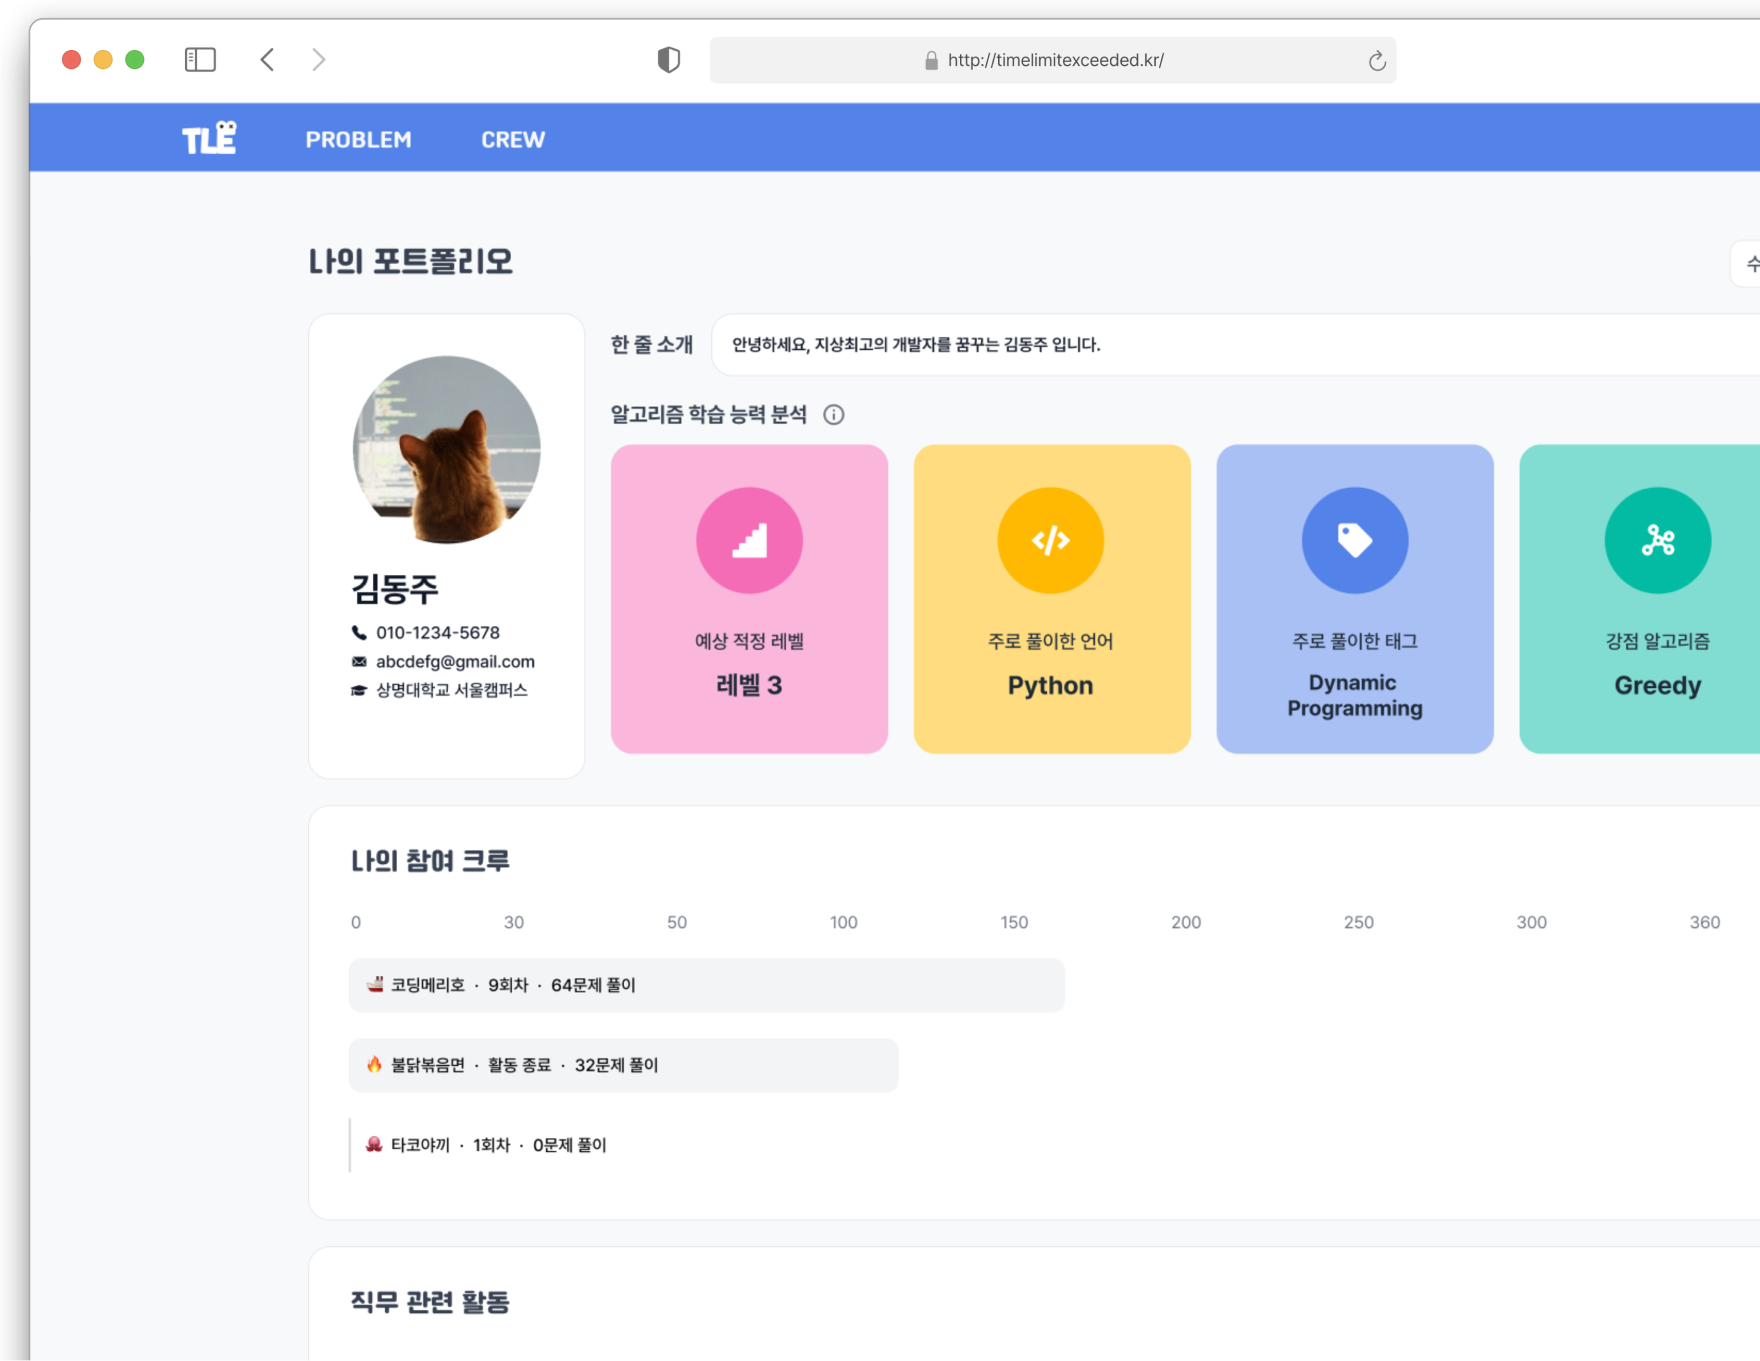 http://timelimitexceeded.kr/
TLE PROBLEM CREW
나의 포트폴리오
수
한 줄 소개 안녕하세요, 지상최고의 개발자를 꿈꾸는 김동주 입니다.
알고리즘 학습 능력 분석
김동주
010-1234-5678
abcdefg@gmail.com
상명대학교 서울캠퍼스
예상 적정 레벨
레벨 3
주로 풀이한 언어
Python
주로 풀이한 태그
Dynamic
Programming
강점 알고리즘
Greedy
나의 참여 크루
0 30 50 100 150 200 250 300 360
코딩메리호 · 9회차 · 64문제 풀이
불닭볶음면 · 활동 종료 · 32문제 풀이
타코야끼 · 1회차 · 0문제 풀이
직무 관련 활동